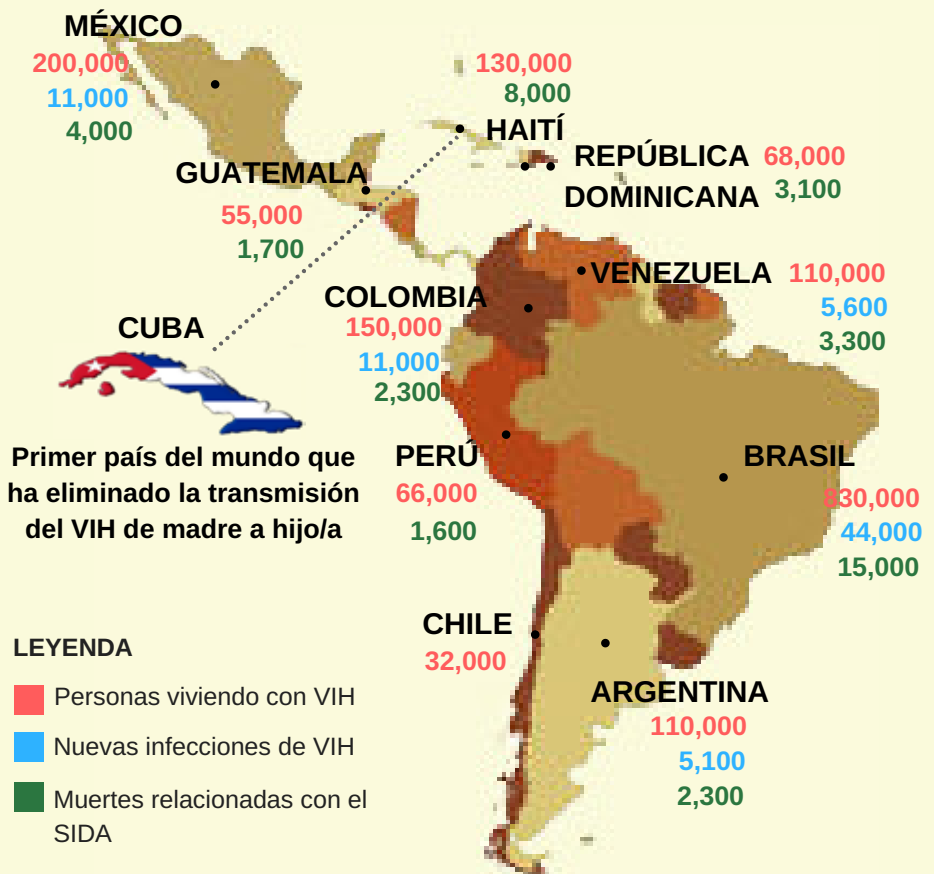 MÉXICO
200,000
11,000
4,000
130,000
8,000
HAITÍ
REPÚBLICA 68,000
DOMINICANA 3,100
GUATEMALA
55,000
1,700
VENEZUELA 110,000
5,600
3,300
COLOMBIA
150,000
11,000
2,300
CUBA
Primer país del mundo que
ha eliminado la transmisión
del VIH de madre a hijo/a
PERÚ
66,000
1,600
BRASIL
830,000
44,000
15,000
CHILE
32,000
ARGENTINA
110,000
5,100
2,300
LEYENDA
Personas viviendo con VIH
Nuevas infecciones de VIH
Muertes relacionadas con el
SIDA